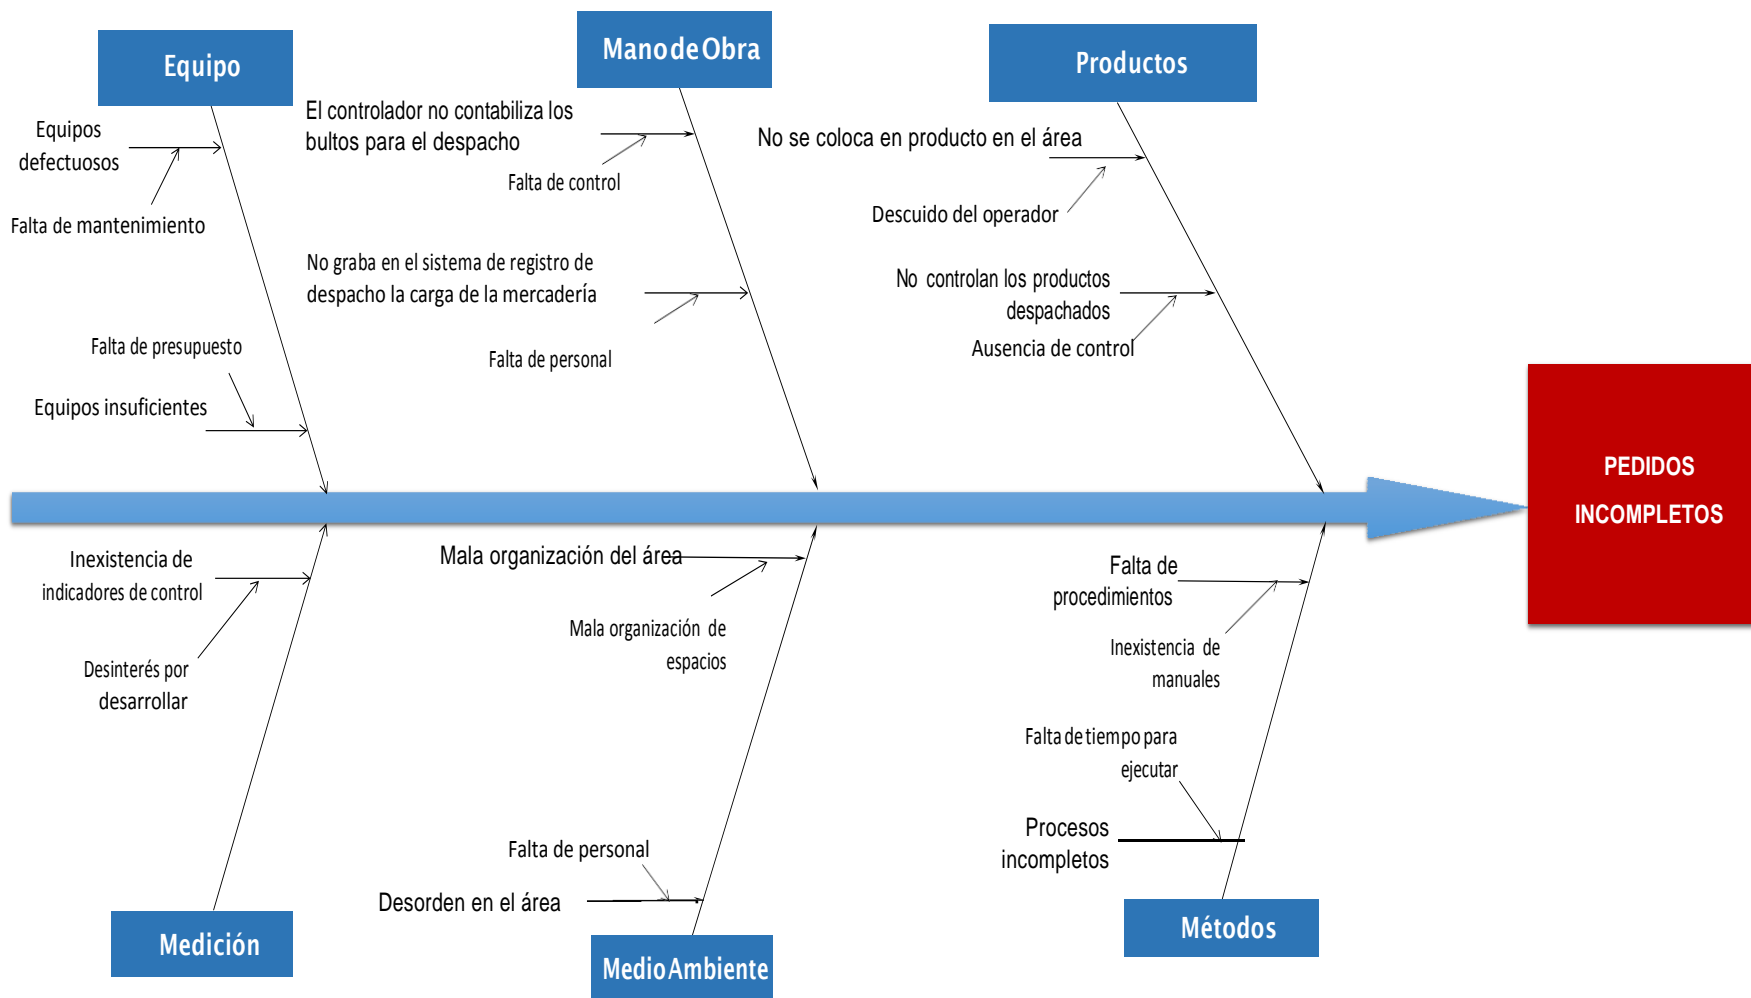 Equipo
Equipos
defectuosos
Falta de mantenimiento
Falta de presupuesto
Equipos insuficientes
Mano de Obra
El controlador no contabiliza los
bultos para el despacho
Falta de control
No graba en el sistema de registro de
despacho la carga de la mercadería
Falta de personal
Productos
No se coloca en producto en el área
Descuido del operador
No controlan los productos
despachados
Ausencia de control
PEDIDOS
INCOMPLETOS
Inexistencia de
indicadores de control
Desinterés por
desarrollar
Medición
Mala organización del área
Mala organización de
espacios
Falta de personal
Desorden en el área
Medio Ambiente
Falta de
procedimientos
Inexistencia de
manuales
Falta de tiempo para
ejecutar
Procesos
incompletos
Métodos